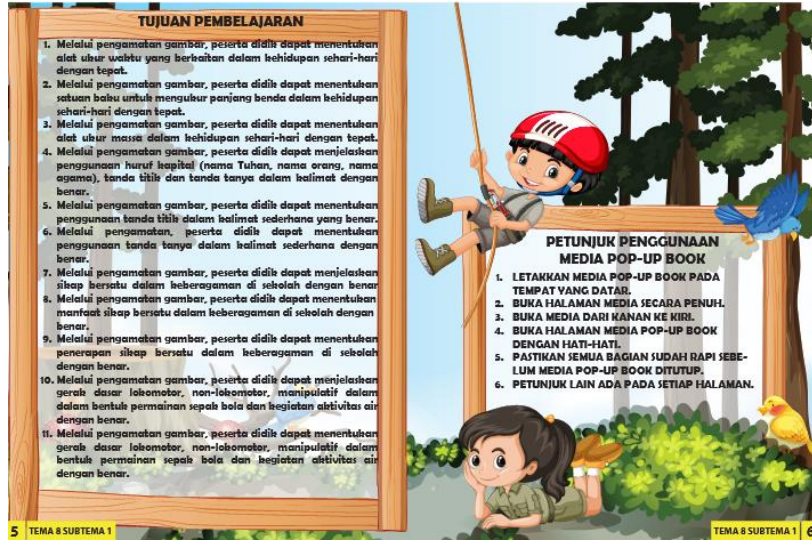 TUJUAN PEMBELAJARAN
1. Melalui pengamatan gambar, peserta didik dapat menentukan
alat ukur waktu yang berkaitan dalam kehidupan sehari-hari
dengan tepat.
2. Melalui pengamatan gambar, peserta didik dapat menentukan
satuan baku untuk mengukur panjang benda dalam kehidupan
sehari-hari dengan tepat.
3. Melalui pengamatan gambar, peserta didik dapat menentukan
alat ukur massa dalam kehidupan sehari-hari dengan tepat.
4. Melalui pengamatan gambar, peserta didik dapat menjelaskan
penggunaan huruf kapital (nama Tuhan, nama orang, nama
agama), tanda titik dan tanda tanya dalam kalimat dengan
benar.
5. Melalui pengamatan gambar, peserta didik dapat menentukan
penggunaan tanda titik dalam kalimat sederhana yang benar.
6. Melalui pengamatan, peserta didik dapat menentukan
penggunaan tanda tanya dalam kalimat sederhana dengan
benar.
7. Melalui pengamatan gambar, peserta didik dapat menjelaskan
sikap bersatu dalam keberagaman di sekolah dengan benar
8. Melalui pengamatan gambar, peserta didik dapat menentukan
manfaat sikap bersatu dalam keberagaman di sekolah dengan
benar.
9. Melalui pengamatan gambar, peserta didik dapat menentukan
penerapan sikap bersatu dalam keberagaman di sekolah
dengan benar.
10. Melalui pengamatan gambar, peserta didik dapat menjelaskan
gerak dasar lokomotor, non-lokomotor, manipulatif dalam
dalam bentuk permainan sepak bola dan kegiatan aktivitas air
dengan benar.
11. Melalui pengamatan gambar, peserta didik dapat menentukan
gerak dasar lokomotor, non-lokomotor, manipulatif dalam
bentuk permainan sepak bola dan kegiatan aktivitas air
dengan benar.
5 TEMA 8 SUBTEMA 1
PETUNJUK PENGGUNAAN
MEDIA POP-UP BOOK
1. LETAKKAN MEDIA POP-UP BOOK PADA
TEMPAT YANG DATAR.
2. BUKA HALAMAN MEDIA SECARA PENUH.
3. BUKA MEDIA DARI KANAN KE KIRI.
4. BUKA HALAMAN MEDIA POP-UP BOOK
DENGAN HATI-HATI.
5. PASTIKAN SEMUA BAGIAN SUDAH RAPI SEBE-
LUM MEDIA POP-UP BOOK DITUTUP.
6. PETUNJUK LAIN ADA PADA SETIAP HALAMAN.
TEMA 8 SUBTEMA 1 6